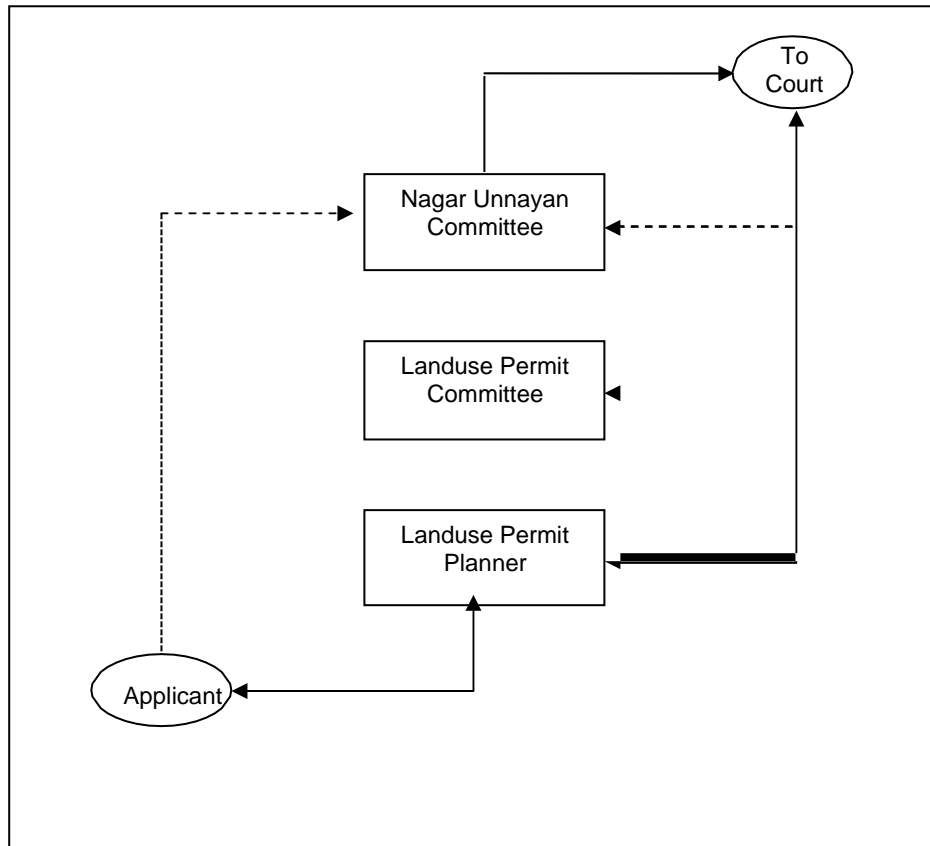 To
Court
Nagar Unnayan
Committee
Landuse Permit
Committee
Landuse Permit
Planner
Applicant